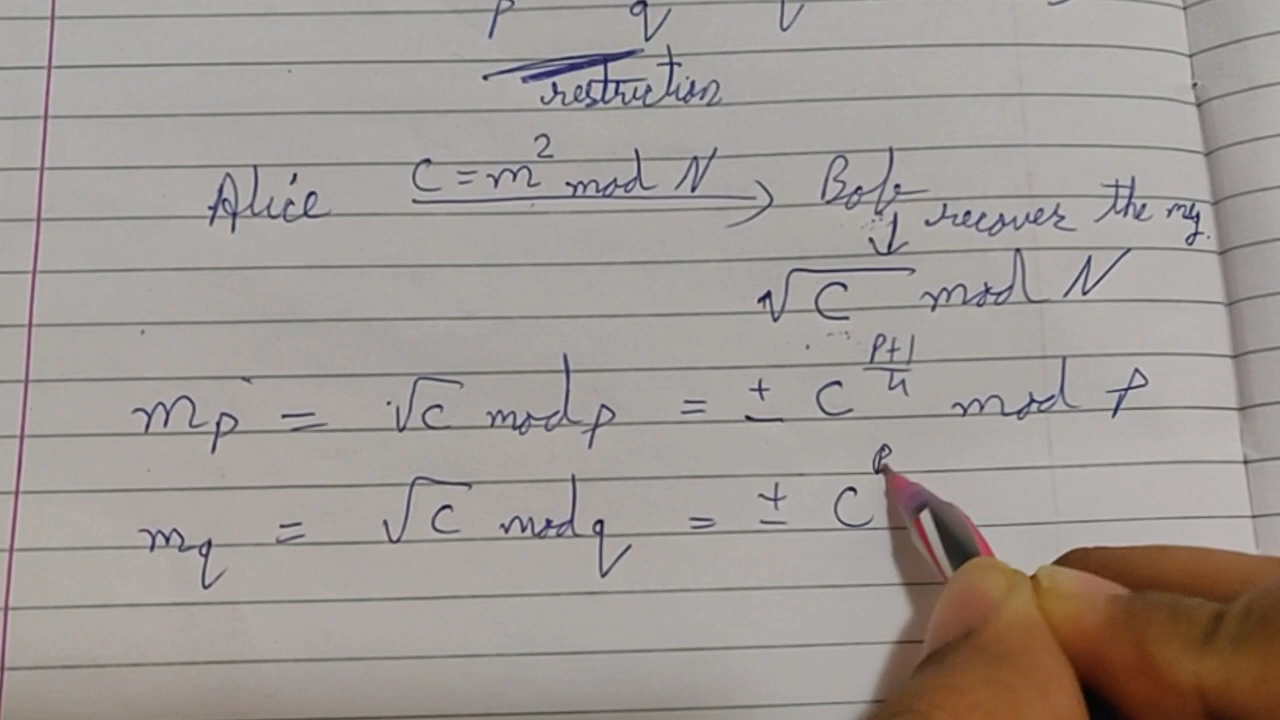 p q
restriction
Alice C = m² mod N Bob
↓ recover the msg.
√C mod N
mp = √c mod p = ± C^(p+1)/4 mod p
mq = √c mod q = ± C^p